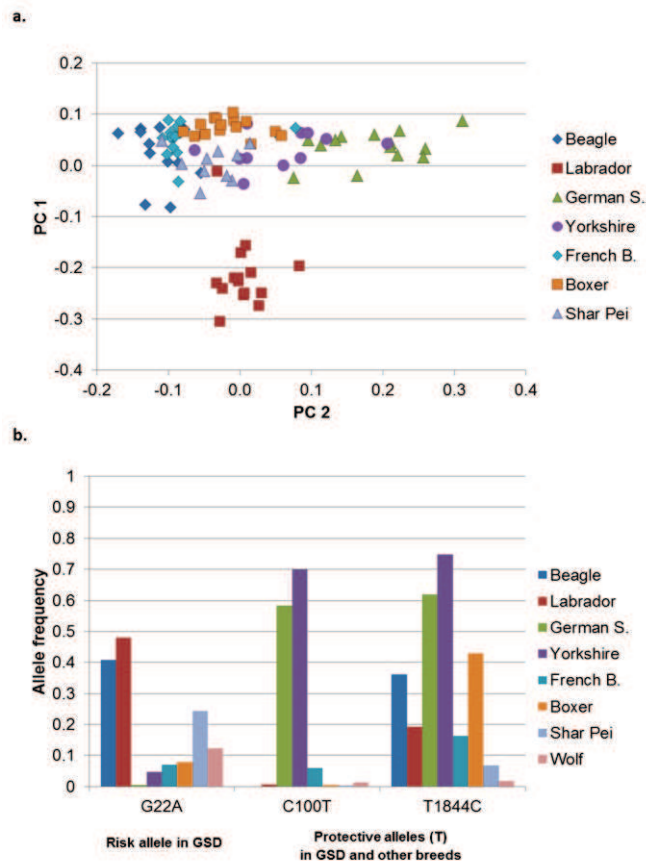 a.
0.2
0.1
0.0
-0.1
-0.2
-0.3
-0.4
PC 1
-0.2
-0.1
0.0
0.1
0.2
0.3
0.4
PC 2
Beagle
Labrador
German S.
Yorkshire
French B.
Boxer
Shar Pei
b.
1
0.9
0.8
0.7
0.6
0.5
0.4
0.3
0.2
0.1
0
Allele frequency
G22A
C100T
T1844C
Risk allele in GSD
Protective alleles (T)
in GSD and other breeds
Beagle
Labrador
German S.
Yorkshire
French B.
Boxer
Shar Pei
Wolf